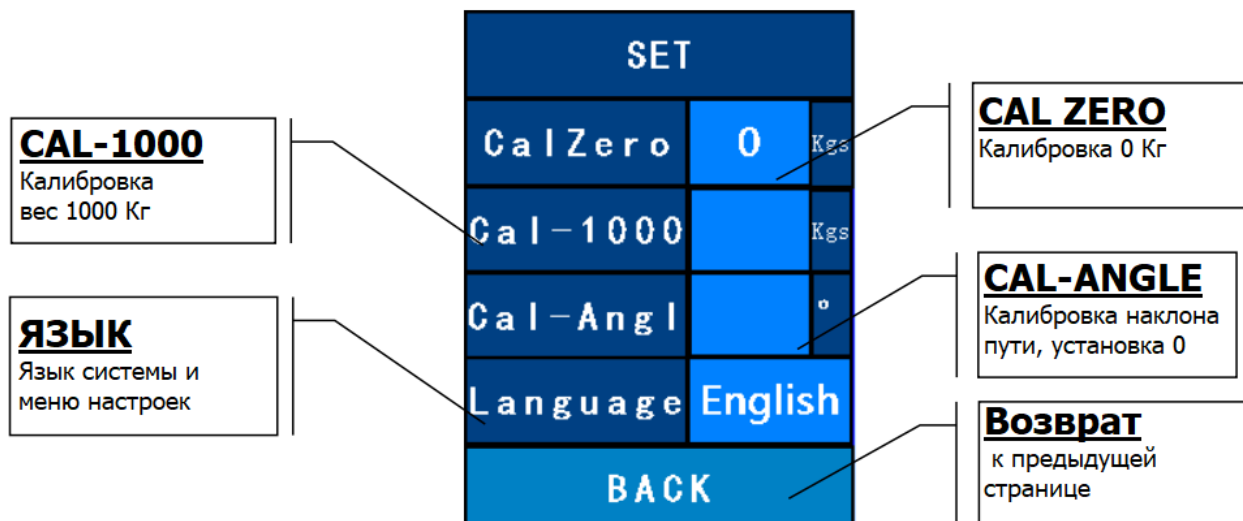 SET
CalZero 0 Kgs
Cal-1000 Kgs
Cal-Angl °
Language English
BACK
CAL-1000
Калибровка
вес 1000 Кг
ЯЗЫК
Язык системы и
меню настроек
CAL ZERO
Калибровка 0 Кг
CAL-ANGLE
Калибровка наклона
пути, установка 0
Возврат
к предыдущей
странице